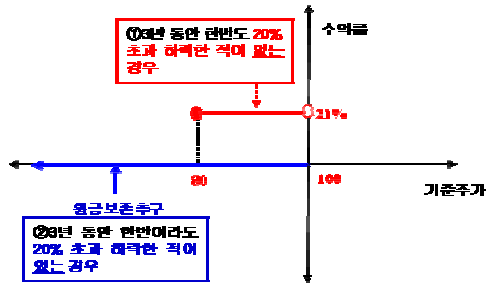 ①3년 동안 한번도 20%
초과 하락한 적이 없는
경우
수익률
21%
80
100
기준주가
원금보존추구
②3년 동안 한번이라도
20% 초과 하락한 적이
있는 경우